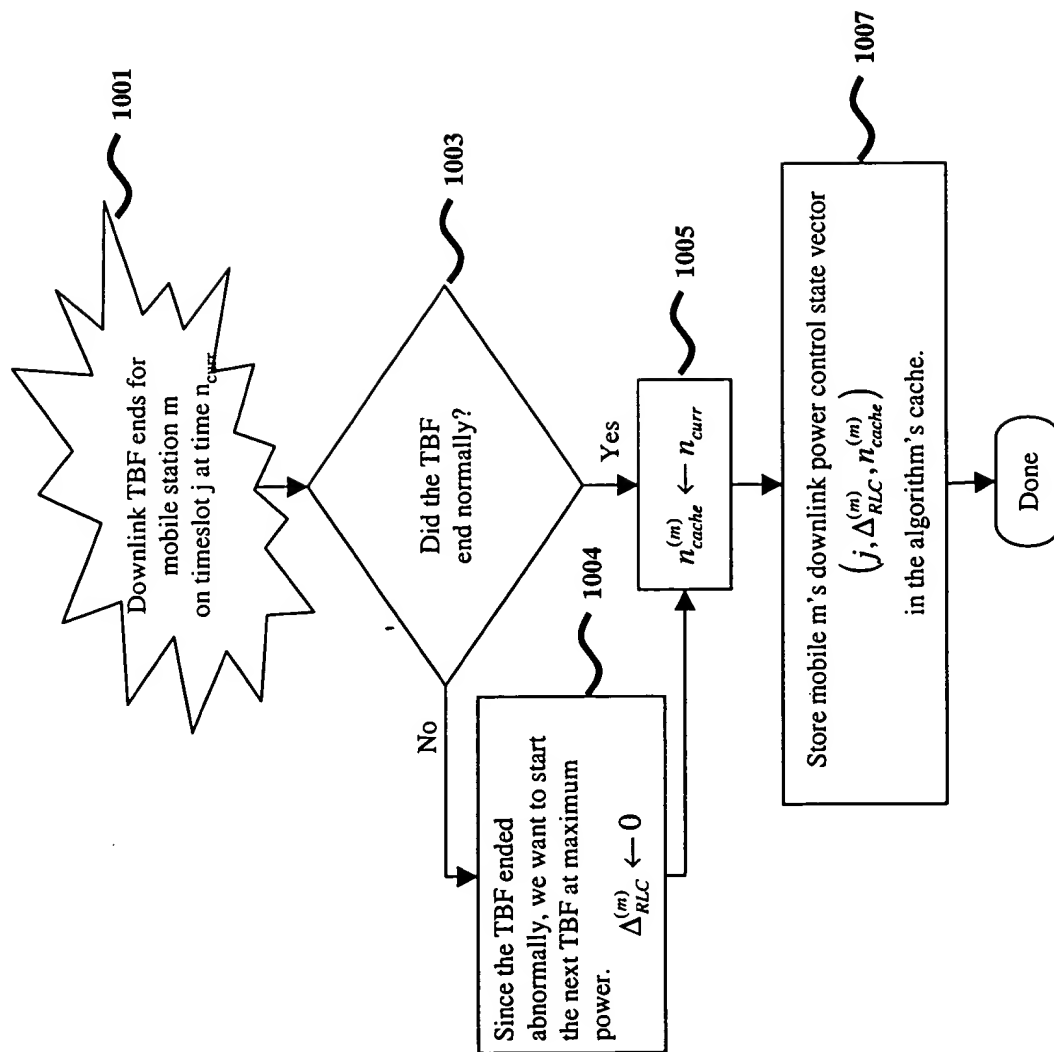 Downlink TBF ends for
mobile station m
on timeslot j at time n_curr
1001
Did the TBF
end normally?
1003
No
Yes
Since the TBF ended
abnormally, we want to start
the next TBF at maximum
power.
Δ_RLC^(m) ← 0
1004
n_cache^(m) ← n_curr
1005
Store mobile m's downlink power control state vector
(j, Δ_RLC^(m), n_cache^(m))
in the algorithm's cache.
1007
Done